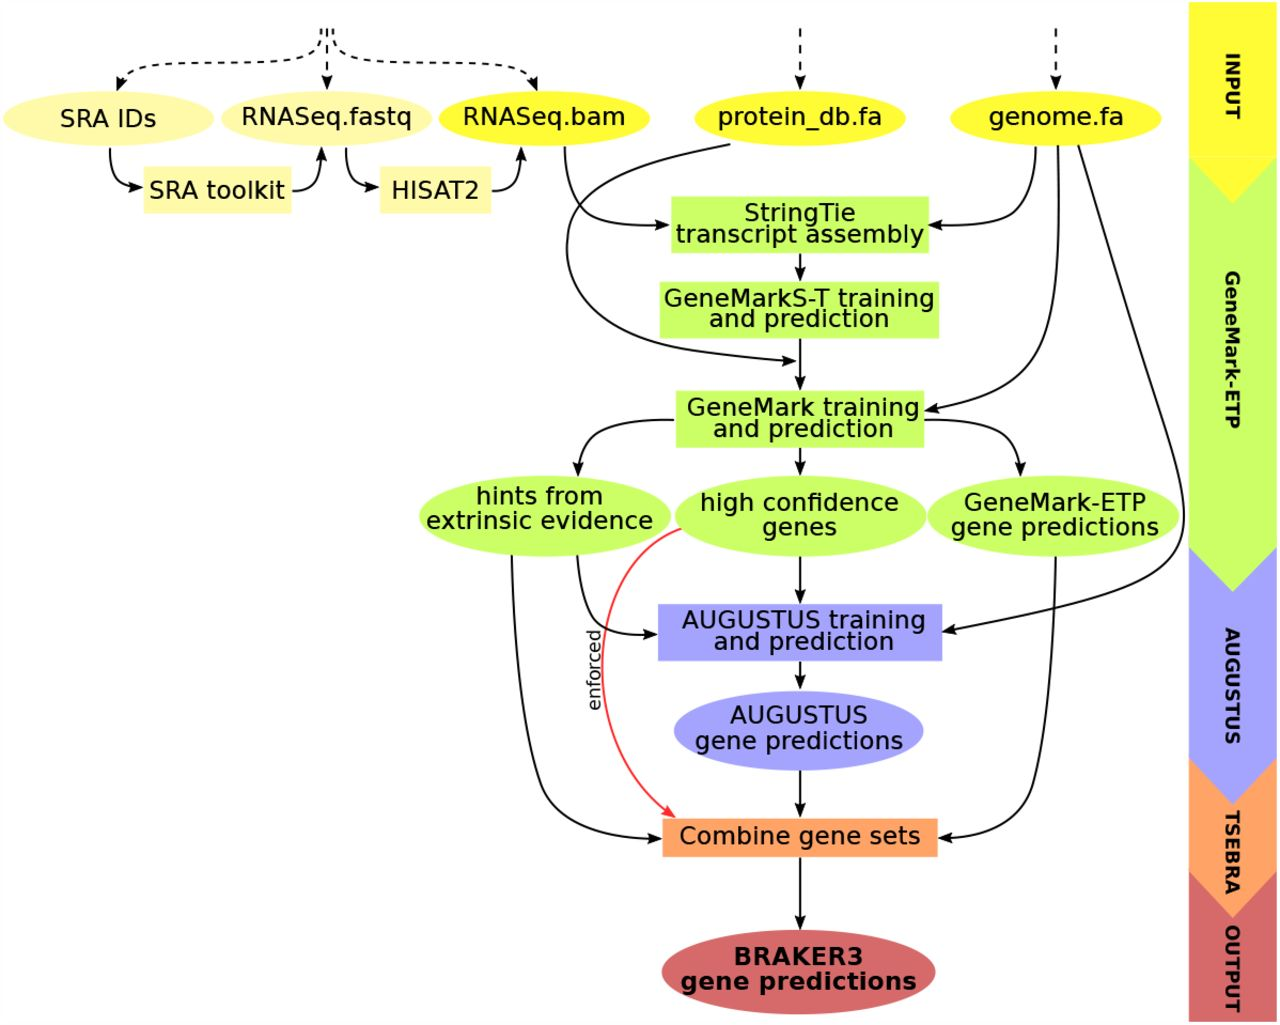 SRA IDs
RNASeq.fastq
RNASeq.bam
protein_db.fa
genome.fa
SRA toolkit
HISAT2
StringTie
transcript assembly
GeneMarkS-T training
and prediction
GeneMark training
and prediction
hints from
extrinsic evidence
high confidence
genes
GeneMark-ETP
gene predictions
enforced
AUGUSTUS training
and prediction
AUGUSTUS
gene predictions
Combine gene sets
BRAKER3
gene predictions
INPUT
GeneMark-ETP
AUGUSTUS
TSEBRA
OUTPUT